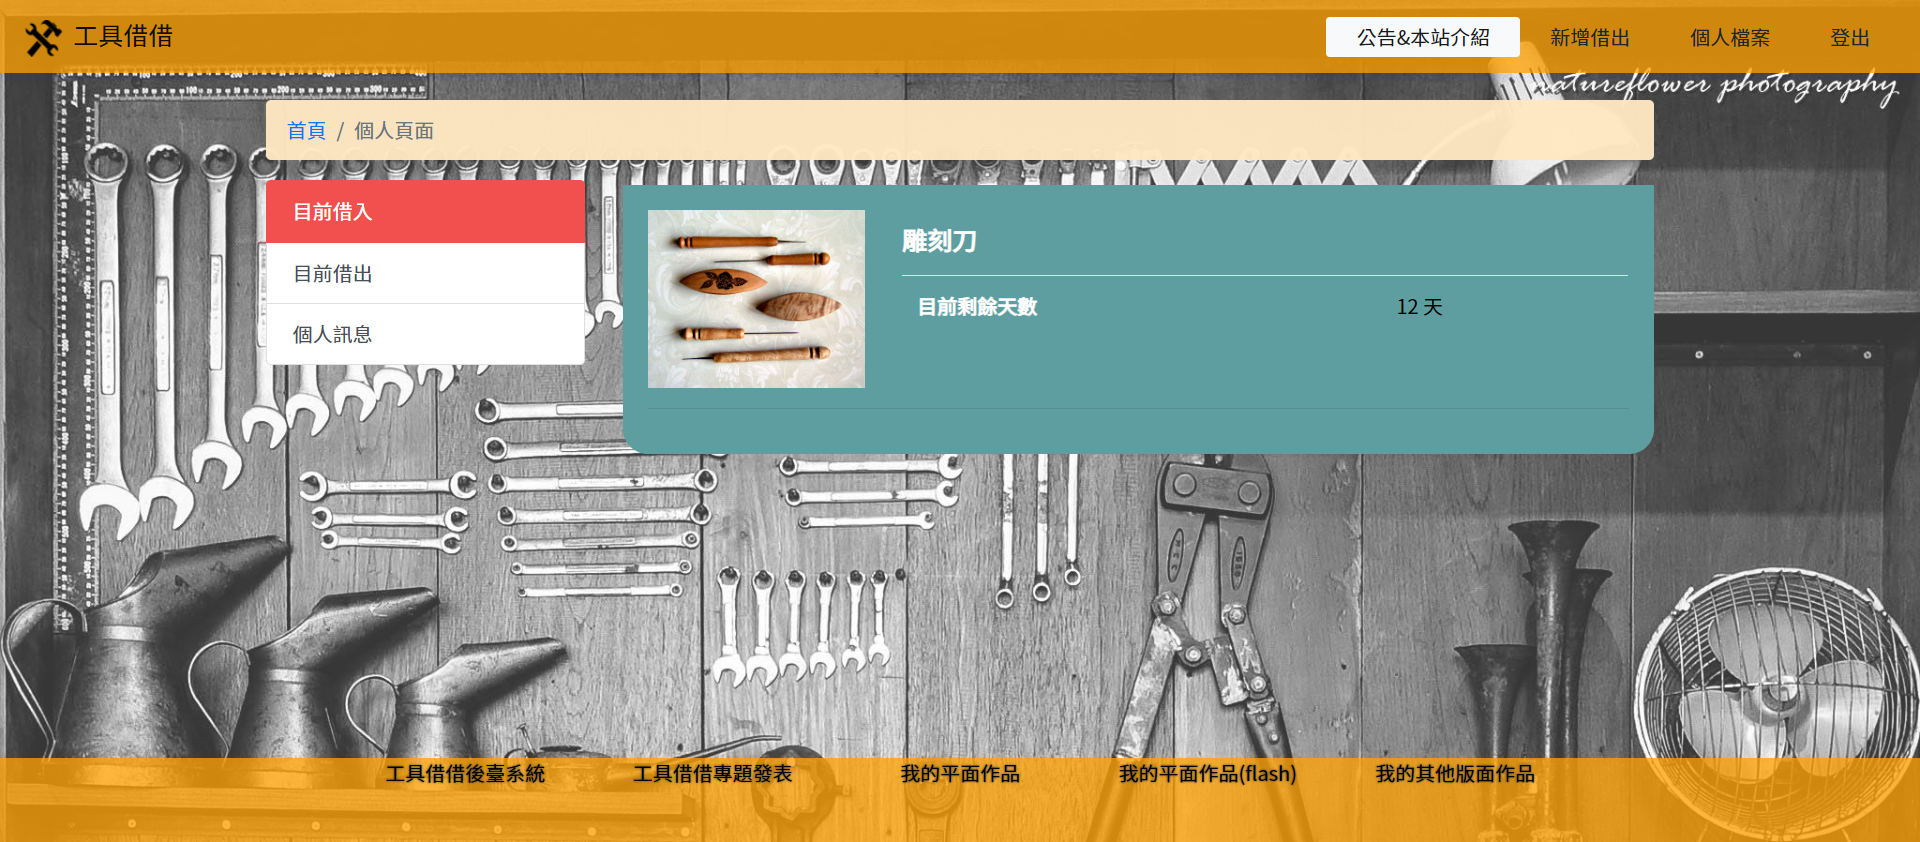 工具借借
公告&本站介紹
新增借出
個人檔案
登出
natureflower photography
首頁 / 個人頁面
目前借入
目前借出
個人訊息
雕刻刀
目前剩餘天數
12 天
工具借借後臺系統
工具借借專題發表
我的平面作品
我的平面作品(flash)
我的其他版面作品